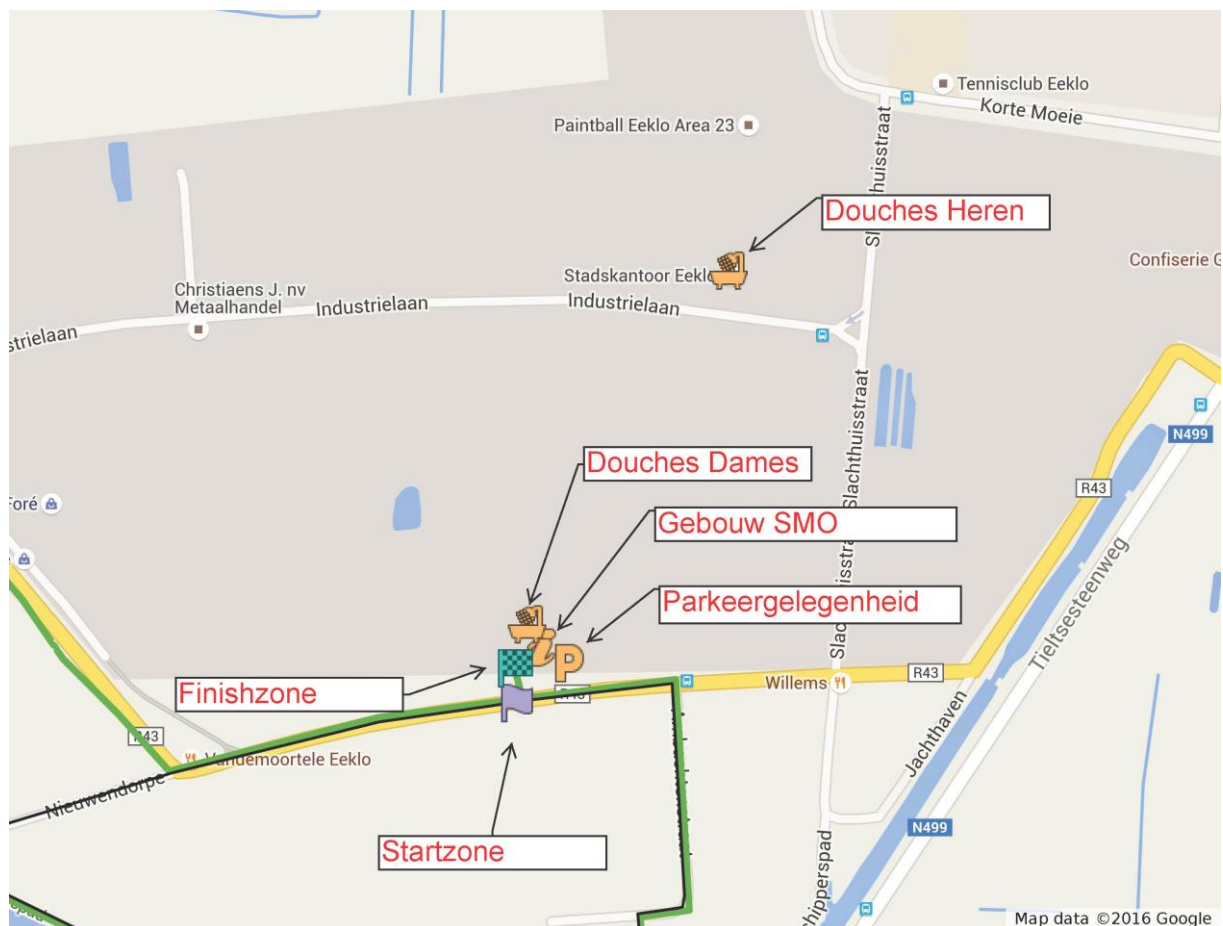 Tennisclub Eeklo
Korte Moeie
Paintball Eeklo Area 23
Douches Heren
Stadskantoor Eeklo
Confiserie G
Christiaens J. nv
Metaalhandel
Industrielaan
Industrielaan
strielaan
Slachthuisstraat
N499
Douches Dames
R43
Foré
Gebouw SMO
Parkeergelegenheid
Tieltsesteenweg
Finishzone
Willems
R43
R43
R43
Vandemoortele Eeklo
Jachthaven
Nieuwendorpe
N499
Startzone
chipperspad
Map data ©2016 Google